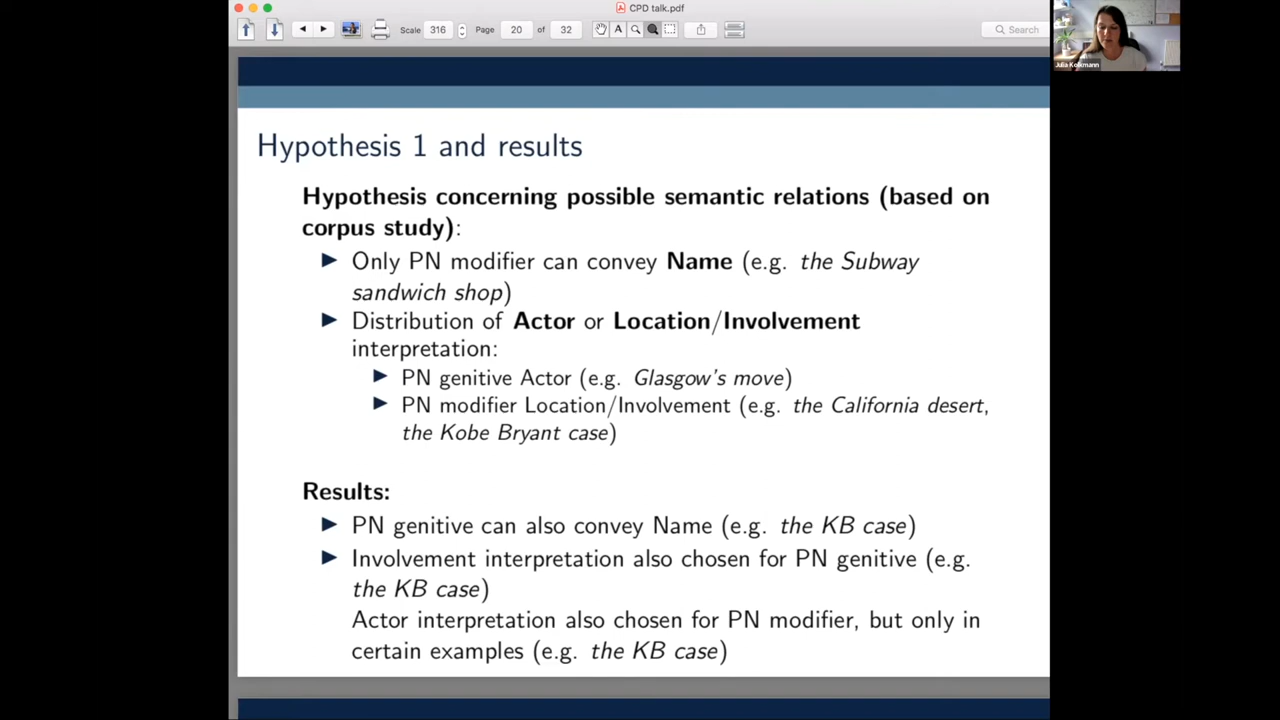 CPD talk.pdf
Scale 316 Page 20 of 32 A Search
Julia Kolkmann
Hypothesis 1 and results
Hypothesis concerning possible semantic relations (based on
corpus study):
Only PN modifier can convey Name (e.g. the Subway
sandwich shop)
Distribution of Actor or Location/Involvement
interpretation:
PN genitive Actor (e.g. Glasgow's move)
PN modifier Location/Involvement (e.g. the California desert,
the Kobe Bryant case)
Results:
PN genitive can also convey Name (e.g. the KB case)
Involvement interpretation also chosen for PN genitive (e.g.
the KB case)
Actor interpretation also chosen for PN modifier, but only in
certain examples (e.g. the KB case)